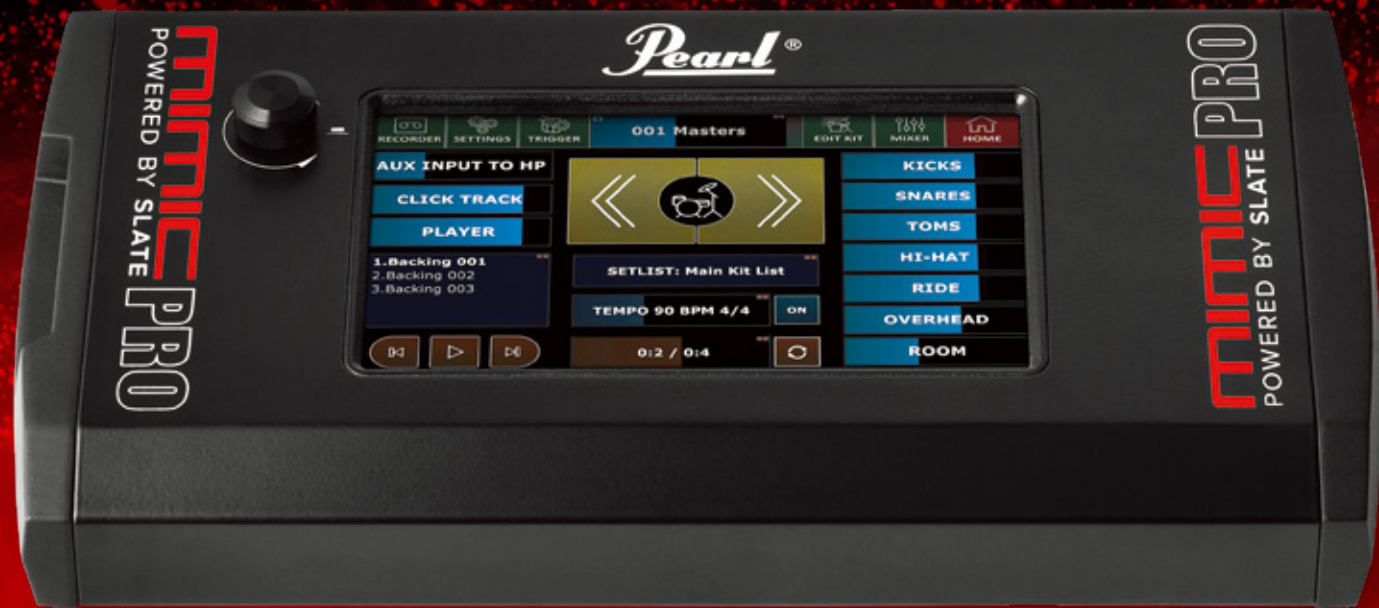 Pearl®
MIMIC PRO
POWERED BY SLATE
RECORDER
SETTINGS
TRIGGER
001 Masters
EDIT KIT
MIXER
HOME
AUX INPUT TO HP
CLICK TRACK
PLAYER
1.Backing 001
2.Backing 002
3.Backing 003
SETLIST: Main Kit List
TEMPO 90 BPM 4/4
ON
0:2 / 0:4
KICKS
SNARES
TOMS
HI-HAT
RIDE
OVERHEAD
ROOM
MIMIC PRO
POWERED BY SLATE